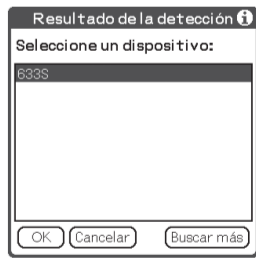 Resultado de la detección i
Seleccione un dispositivo:
633S
OK Cancelar Buscar más